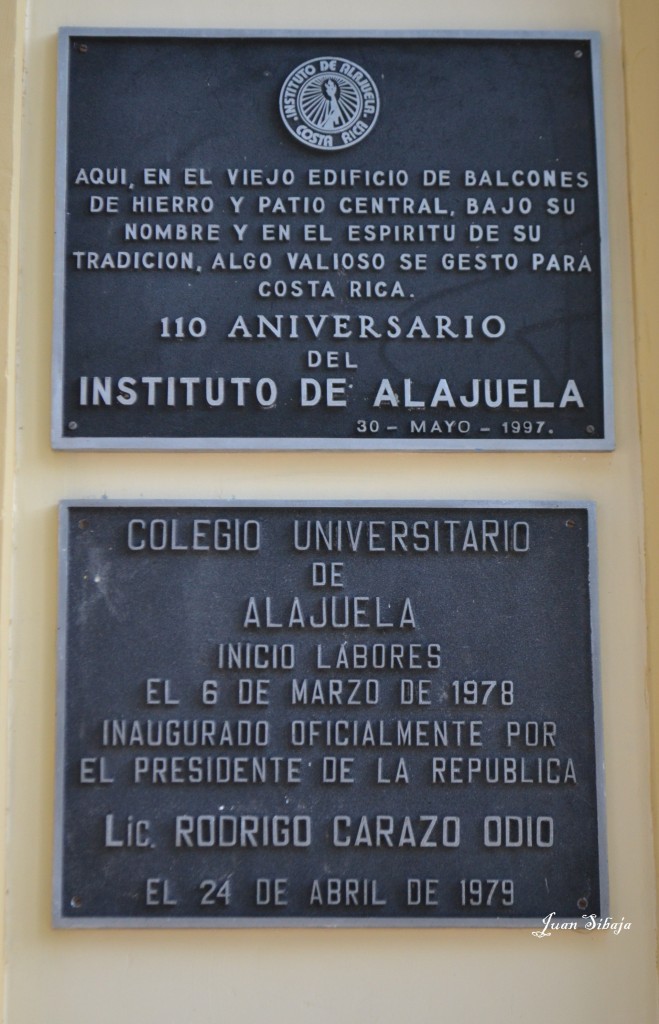 INSTITUTO DE ALAJUELA
COSTA RICA
AQUI, EN EL VIEJO EDIFICIO DE BALCONES
DE HIERRO Y PATIO CENTRAL, BAJO SU
NOMBRE Y EN EL ESPIRITU DE SU
TRADICION, ALGO VALIOSO SE GESTO PARA
COSTA RICA.
110 ANIVERSARIO
DEL
INSTITUTO DE ALAJUELA
30 - MAYO - 1997.
COLEGIO UNIVERSITARIO
DE
ALAJUELA
INICIO LABORES
EL 6 DE MARZO DE 1978
INAUGURADO OFICIALMENTE POR
EL PRESIDENTE DE LA REPUBLICA
Lic. RODRIGO CARAZO ODIO
EL 24 DE ABRIL DE 1979
Juan Sibaja